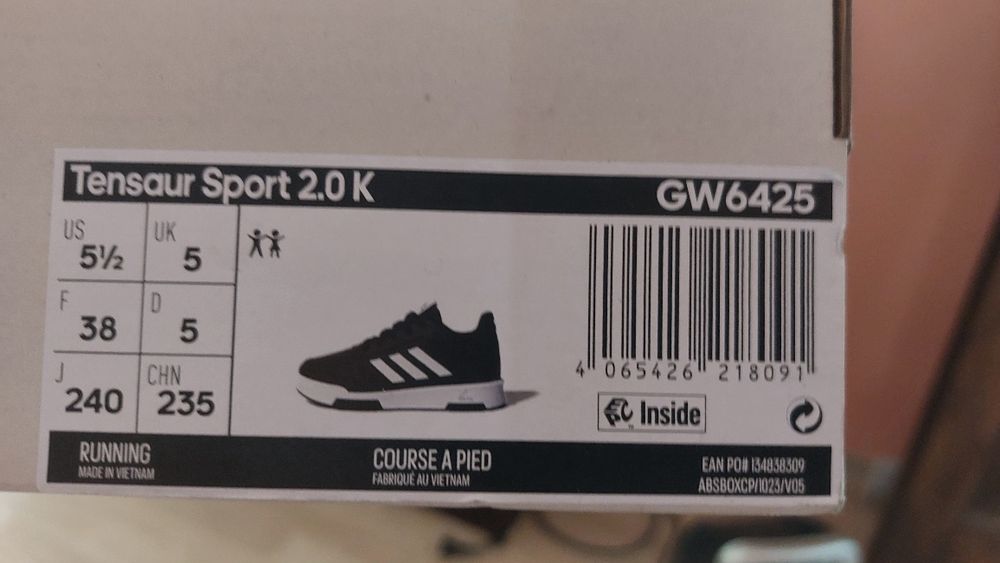 Tensaur Sport 2.0 K
GW6425
US
5½
UK
5
F
38
D
5
J
240
CHN
235
4 065426 218091
Inside
RUNNING
MADE IN VIETNAM
COURSE A PIED
FABRIQUÉ AU VIETNAM
EAN PO# 134838309
ABSBOXCP/1023/V05